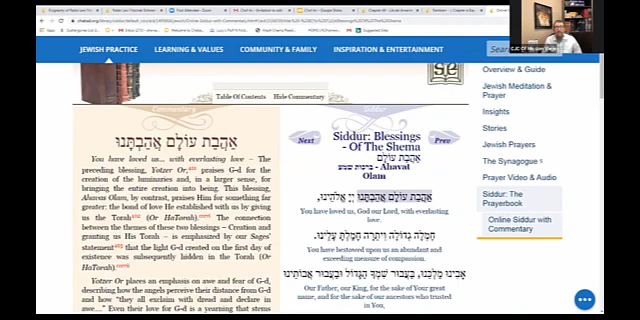 JEWISH PRACTICE
LEARNING & VALUES
COMMUNITY & FAMILY
INSPIRATION & ENTERTAINMENT
Table Of Contents
Hide Commentary
Commentary
אַהֲבַת עוֹלָם אֲהַבְתָּנוּ
You have loved us... with everlasting love – The
preceding blessing, Yotzer Or, praises G-d for the
creation of the luminaries and, in a larger sense, for
bringing the entire creation into being. This blessing,
Ahavas Olam, by contrast, praises Him for something
far greater; the bond of love He established with us by giving
us the Torah (Or HaTorah). The connection
between the themes of these two blessings – Creation and
granting us His Torah – is emphasized by our Sages'
statement that the light G-d created on the first day of
existence was subsequently hidden in the Torah (Or
HaTorah).
Yotzer Or places an emphasis on awe and fear of G-d,
describing how the angels perceive their distance from G-d and
and how "they all exclaim with dread and declare in
awe...." Even their love for G-d is a yearning that stems
Siddur
Next
Siddur: Blessings
- Of The Shema
אַהֲבַת עוֹלָם
ברכות שמע - Ahavat
Olam
Prev
אַהֲבַת עוֹלָם אֲהַבְתָּנוּ יְיָ אֱלֹהֵינוּ,
You have loved us, God our Lord, with everlasting
love.
חֶמְלָה גְדוֹלָה וִיתֵרָה חָמַלְתָּ עָלֵינוּ.
You have bestowed upon us an abundant and
exceeding measure of compassion.
אָבִינוּ מַלְכֵּנוּ, בַּעֲבוּר שִׁמְךָ הַגָּדוֹל וּבַעֲבוּר אֲבוֹתֵינוּ
Our Father, our King, for the sake of Your great
name, and for the sake of our ancestors who trusted
in You,
Overview & Guide
Jewish Meditation &
Prayer
Insights
Stories
Jewish Prayers
The Synagogue
Prayer Video & Audio
Siddur: The
Prayerbook
Online Siddur with
Commentary